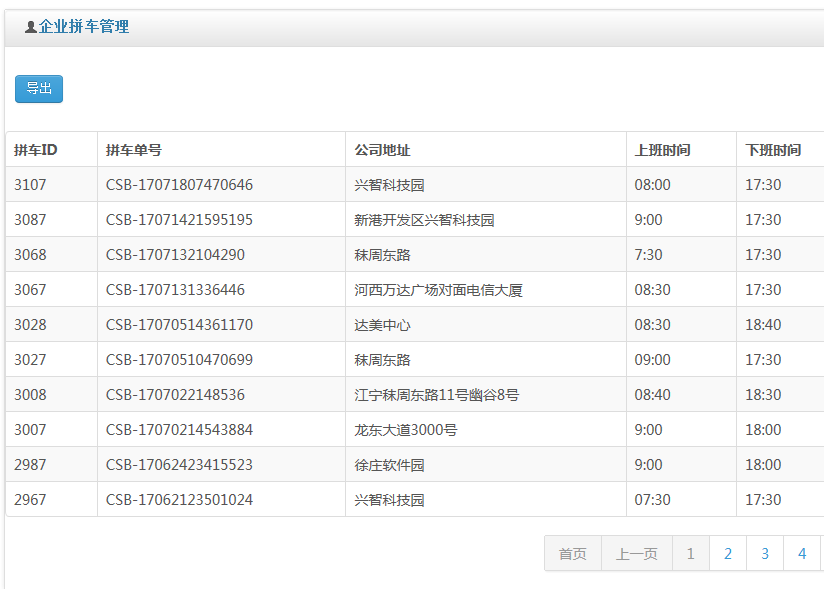 企业拼车管理
导出
拼车ID 拼车单号 公司地址 上班时间 下班时间
3107 CSB-17071807470646 兴智科技园 08:00 17:30
3087 CSB-17071421595195 新港开发区兴智科技园 9:00 17:30
3068 CSB-1707132104290 秣周东路 7:30 17:30
3067 CSB-1707131336446 河西万达广场对面电信大厦 08:30 17:30
3028 CSB-17070514361170 达美中心 08:30 18:40
3027 CSB-17070510470699 秣周东路 09:00 17:30
3008 CSB-1707022148536 江宁秣周东路11号幽谷8号 08:40 18:30
3007 CSB-17070214543884 龙东大道3000号 9:00 18:00
2987 CSB-17062423415523 徐庄软件园 9:00 18:00
2967 CSB-17062123501024 兴智科技园 07:30 17:30
首页 上一页 1 2 3 4